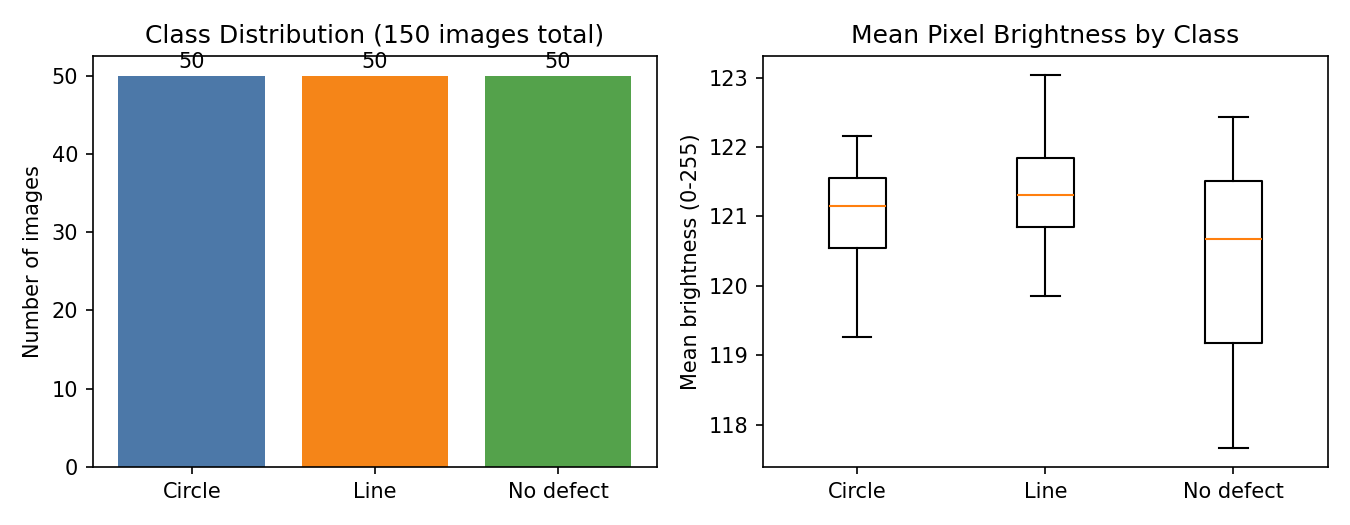 Class Distribution (150 images total)
50
50
50
50
40
30
20
10
0
Number of images
Circle
Line
No defect
Mean Pixel Brightness by Class
123
122
121
120
119
118
Mean brightness (0-255)
Circle
Line
No defect